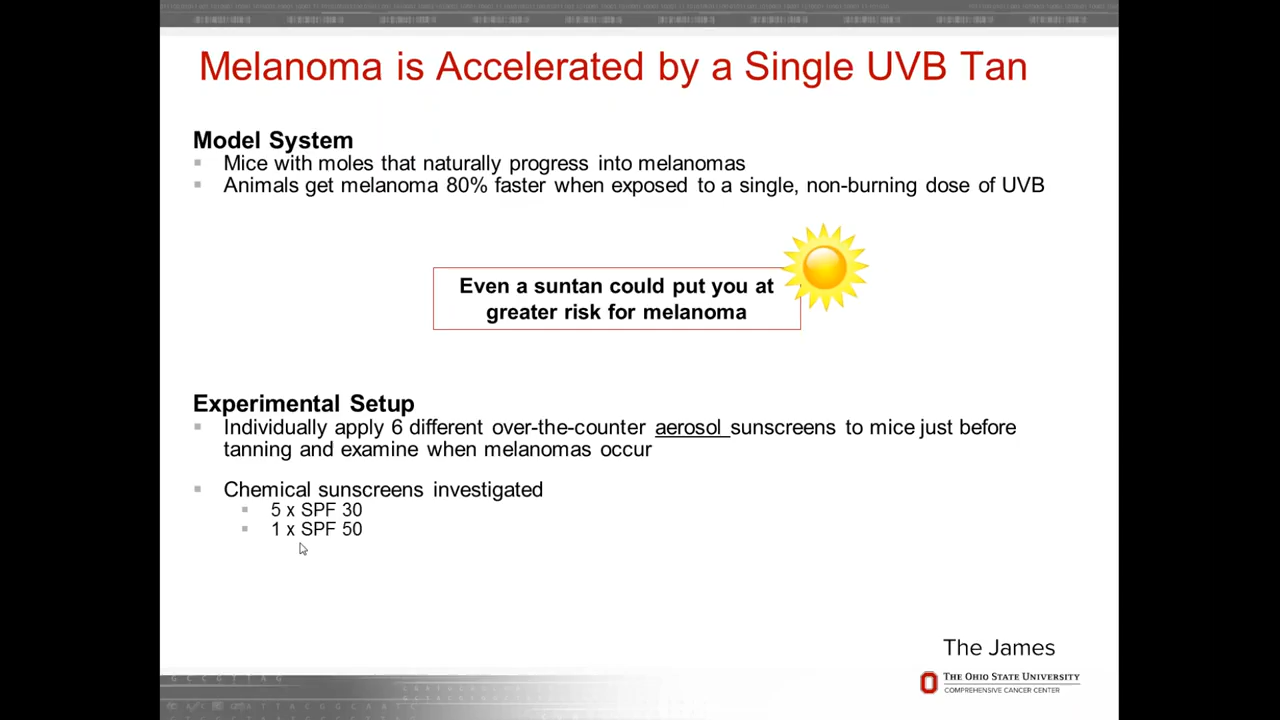 Melanoma is Accelerated by a Single UVB Tan
Model System
Mice with moles that naturally progress into melanomas
Animals get melanoma 80% faster when exposed to a single, non-burning dose of UVB
Even a suntan could put you at
greater risk for melanoma
Experimental Setup
Individually apply 6 different over-the-counter aerosol sunscreens to mice just before
tanning and examine when melanomas occur
Chemical sunscreens investigated
5 x SPF 30
1 x SPF 50
The James
THE OHIO STATE UNIVERSITY
COMPREHENSIVE CANCER CENTER